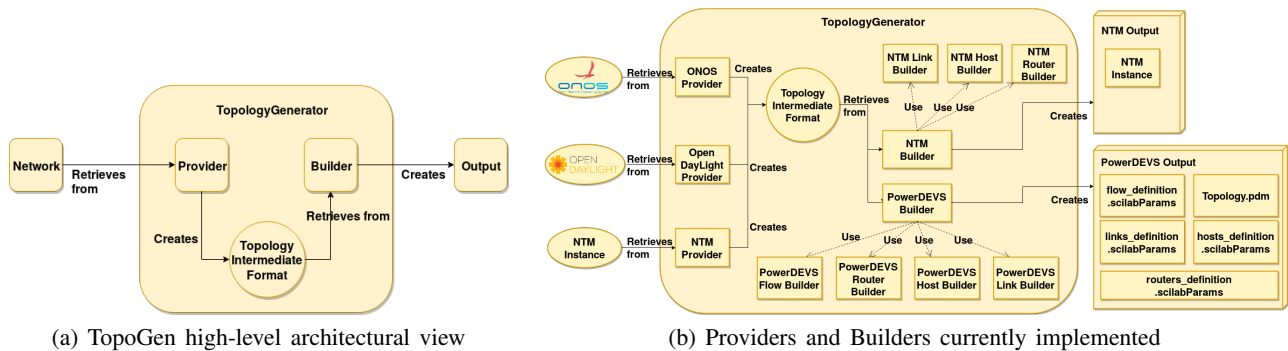 TopologyGenerator
Network
Retrieves
from
Provider
Creates
Topology
Intermediate
Format
Retrieves from
Builder
Creates
Output
(a) TopoGen high-level architectural view
TopologyGenerator
onos
Retrieves
from
ONOS
Provider
Creates
OPEN
DAYLIGHT
Retrieves
from
Open
DayLight
Provider
Creates
NTM
Instance
Retrieves
from
NTM
Provider
Creates
Topology
Intermediate
Format
Retrieves
from
NTM Link
Builder
NTM Host
Builder
NTM
Router
Builder
Use
Use
Use
NTM
Builder
Creates
PowerDEVS
Builder
Creates
Use
Use
Use
Use
PowerDEVS
Flow Builder
PowerDEVS
Router
Builder
PowerDEVS
Host Builder
PowerDEVS
Link Builder
NTM Output
NTM
Instance
PowerDEVS Output
flow_definition
.scilabParams
Topology.pdm
links_definition
.scilabParams
hosts_definition
.scilabParams
routers_definition
.scilabParams
(b) Providers and Builders currently implemented